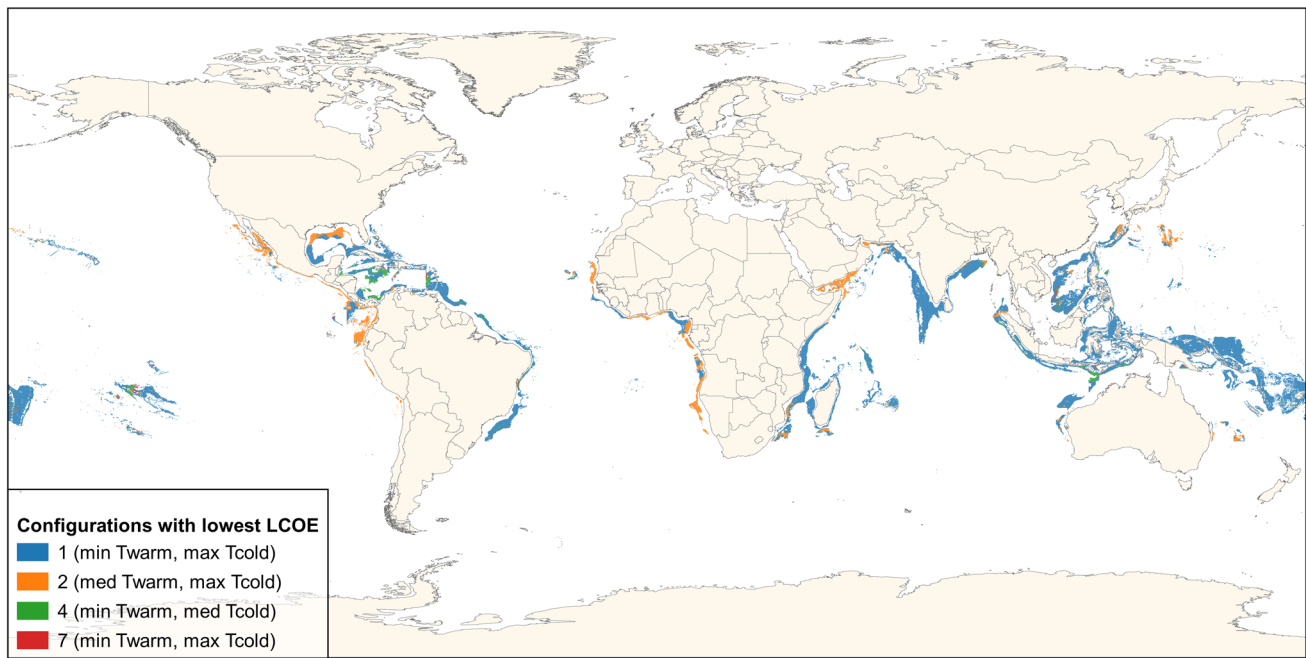 Configurations with lowest LCOE
1 (min Twarm, max Tcold)
2 (med Twarm, max Tcold)
4 (min Twarm, med Tcold)
7 (min Twarm, max Tcold)